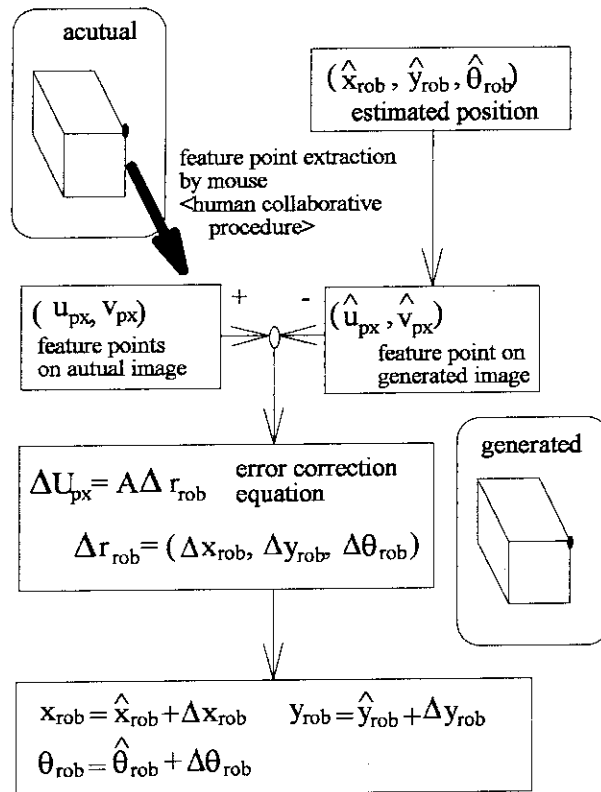 acutual
(x̂rob, ŷrob, θ̂rob)
estimated position
feature point extraction
by mouse
<human collaborative
procedure>
+ -
(upx, vpx)
feature points
on autual image
(ûpx, v̂px)
feature point on
generated image
ΔUpx= AΔ rrob error correction
equation
Δrrob= (Δxrob, Δyrob, Δθrob)
generated
xrob= x̂rob+Δxrob yrob= ŷrob+Δyrob
θrob= θ̂rob+Δθrob